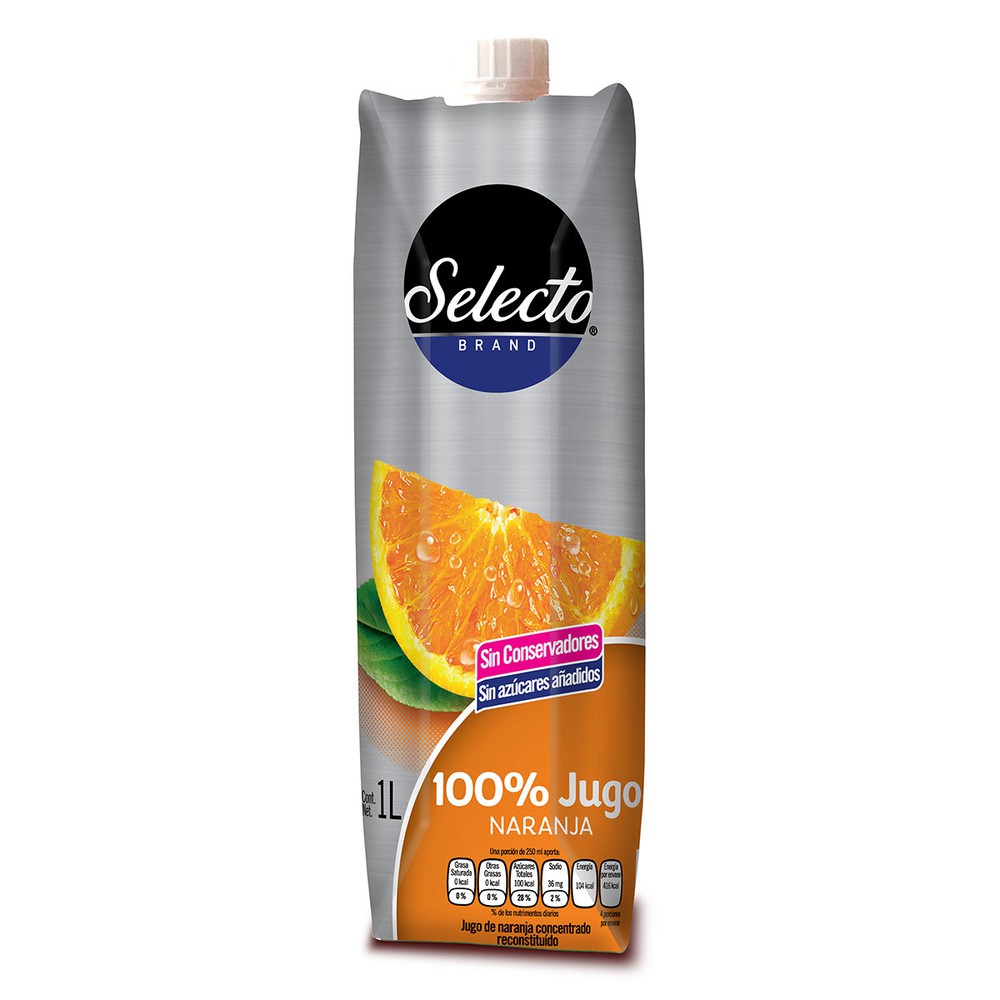 Selecto®
BRAND
Sin Conservadores
Sin azúcares añadidos
100% Jugo
NARANJA
Cont.
Net. 1L
Una porción de 250 ml aporta:
Grasa Saturada 0 kcal 0 %
Otras Grasas 0 kcal 0 %
Azúcares Totales 100 kcal 28 %
Sodio 36 mg 2 %
Energía 104 kcal
Energía por envase 416 kcal
% de los nutrimentos diarios
4 porciones por envase
Jugo de naranja concentrado
reconstituído